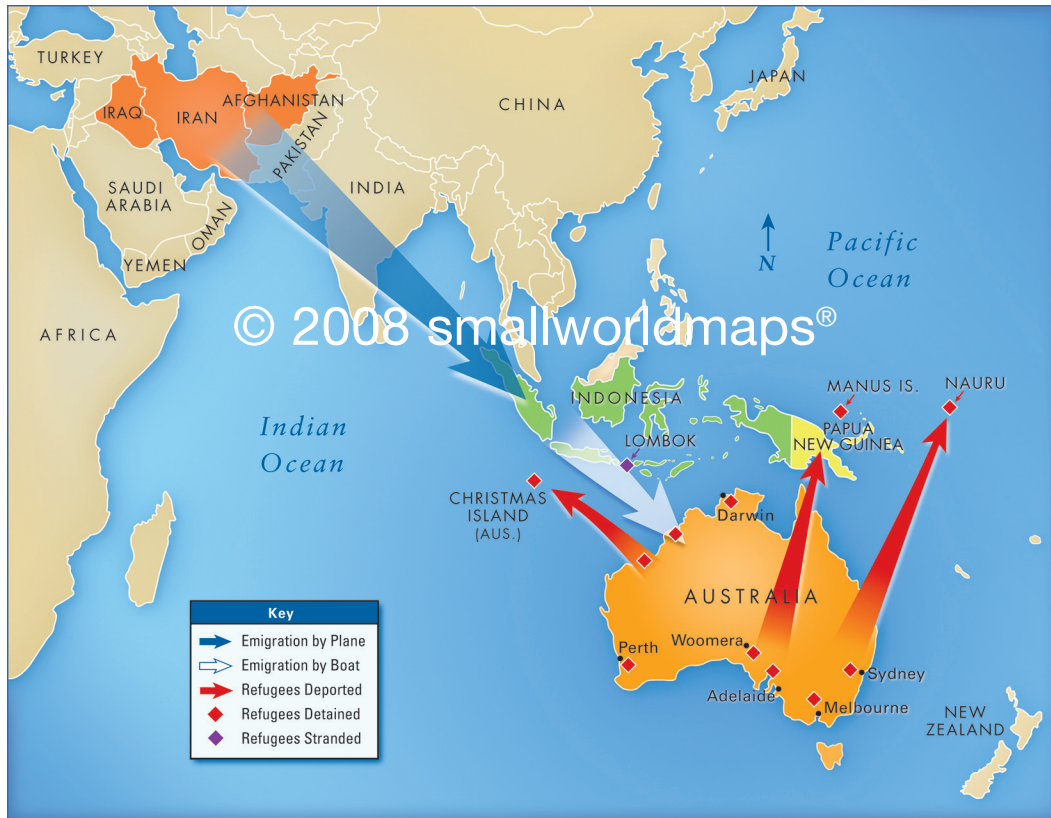 TURKEY
JAPAN
CHINA
IRAQ
IRAN
AFGHANISTAN
PAKISTAN
INDIA
SAUDI
ARABIA
OMAN
YEMEN
N
Pacific
Ocean
AFRICA
© 2008 smallworldmaps®
MANUS IS.
NAURU
INDONESIA
PAPUA
NEW GUINEA
Indian
Ocean
LOMBOK
CHRISTMAS
ISLAND
(AUS.)
Darwin
AUSTRALIA
Perth
Woomera
Sydney
Adelaide
Melbourne
NEW
ZEALAND
Key
Emigration by Plane
Emigration by Boat
Refugees Deported
Refugees Detained
Refugees Stranded